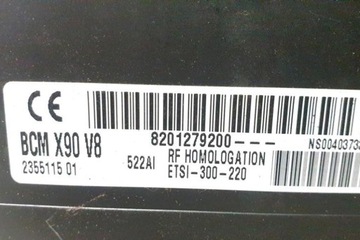 CE
BCM X90 V8
8201279200---
2355115 01
522AI
RF HOMOLOGATION
ETSI-300-220